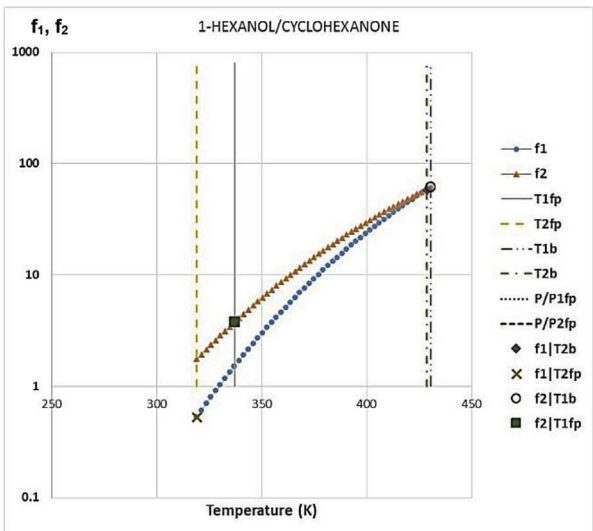 f₁, f₂
1-HEXANOL/CYCLOHEXANONE
1000
100
10
1
0.1
250
300
350
400
450
Temperature (K)
f1
f2
T1fp
T2fp
T1b
T2b
P/P1fp
P/P2fp
f1|T2b
f1|T2fp
f2|T1b
f2|T1fp